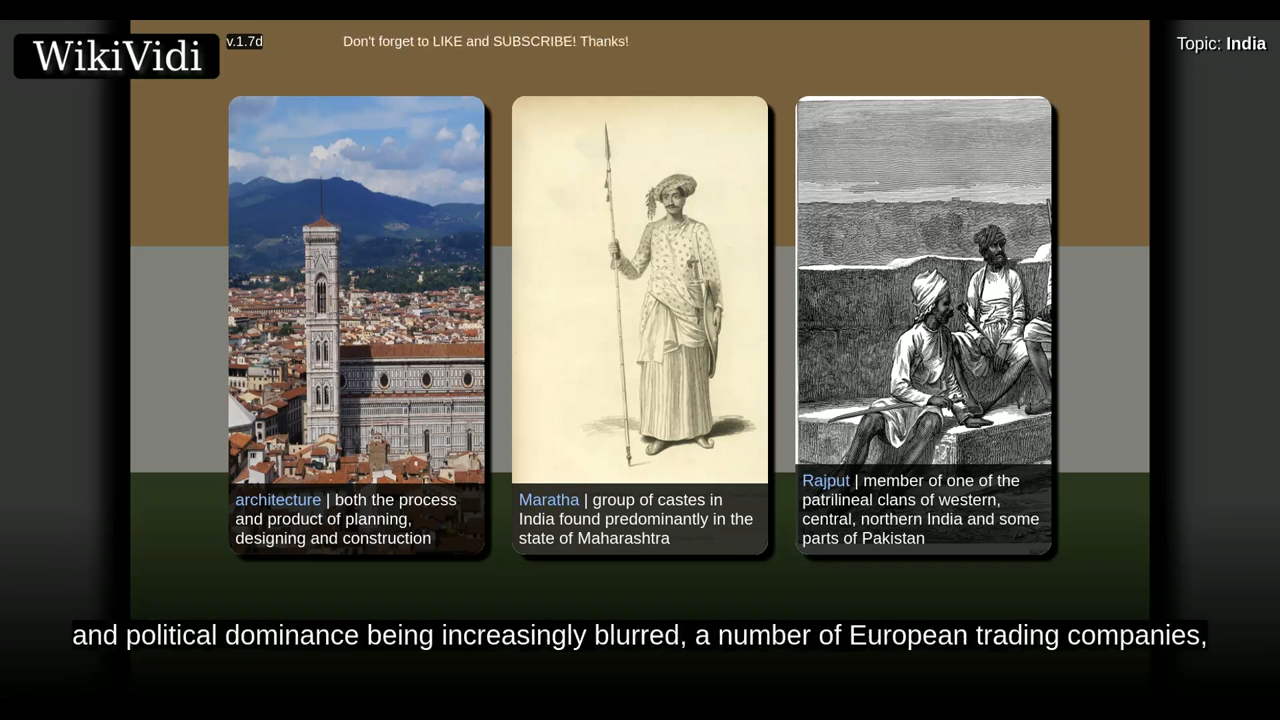 WikiVidi
v.1.7d
Don't forget to LIKE and SUBSCRIBE! Thanks!
Topic: India
architecture | both the process
and product of planning,
designing and construction
Maratha | group of castes in
India found predominantly in the
state of Maharashtra
Rajput | member of one of the
patrilineal clans of western,
central, northern India and some
parts of Pakistan
and political dominance being increasingly blurred, a number of European trading companies,